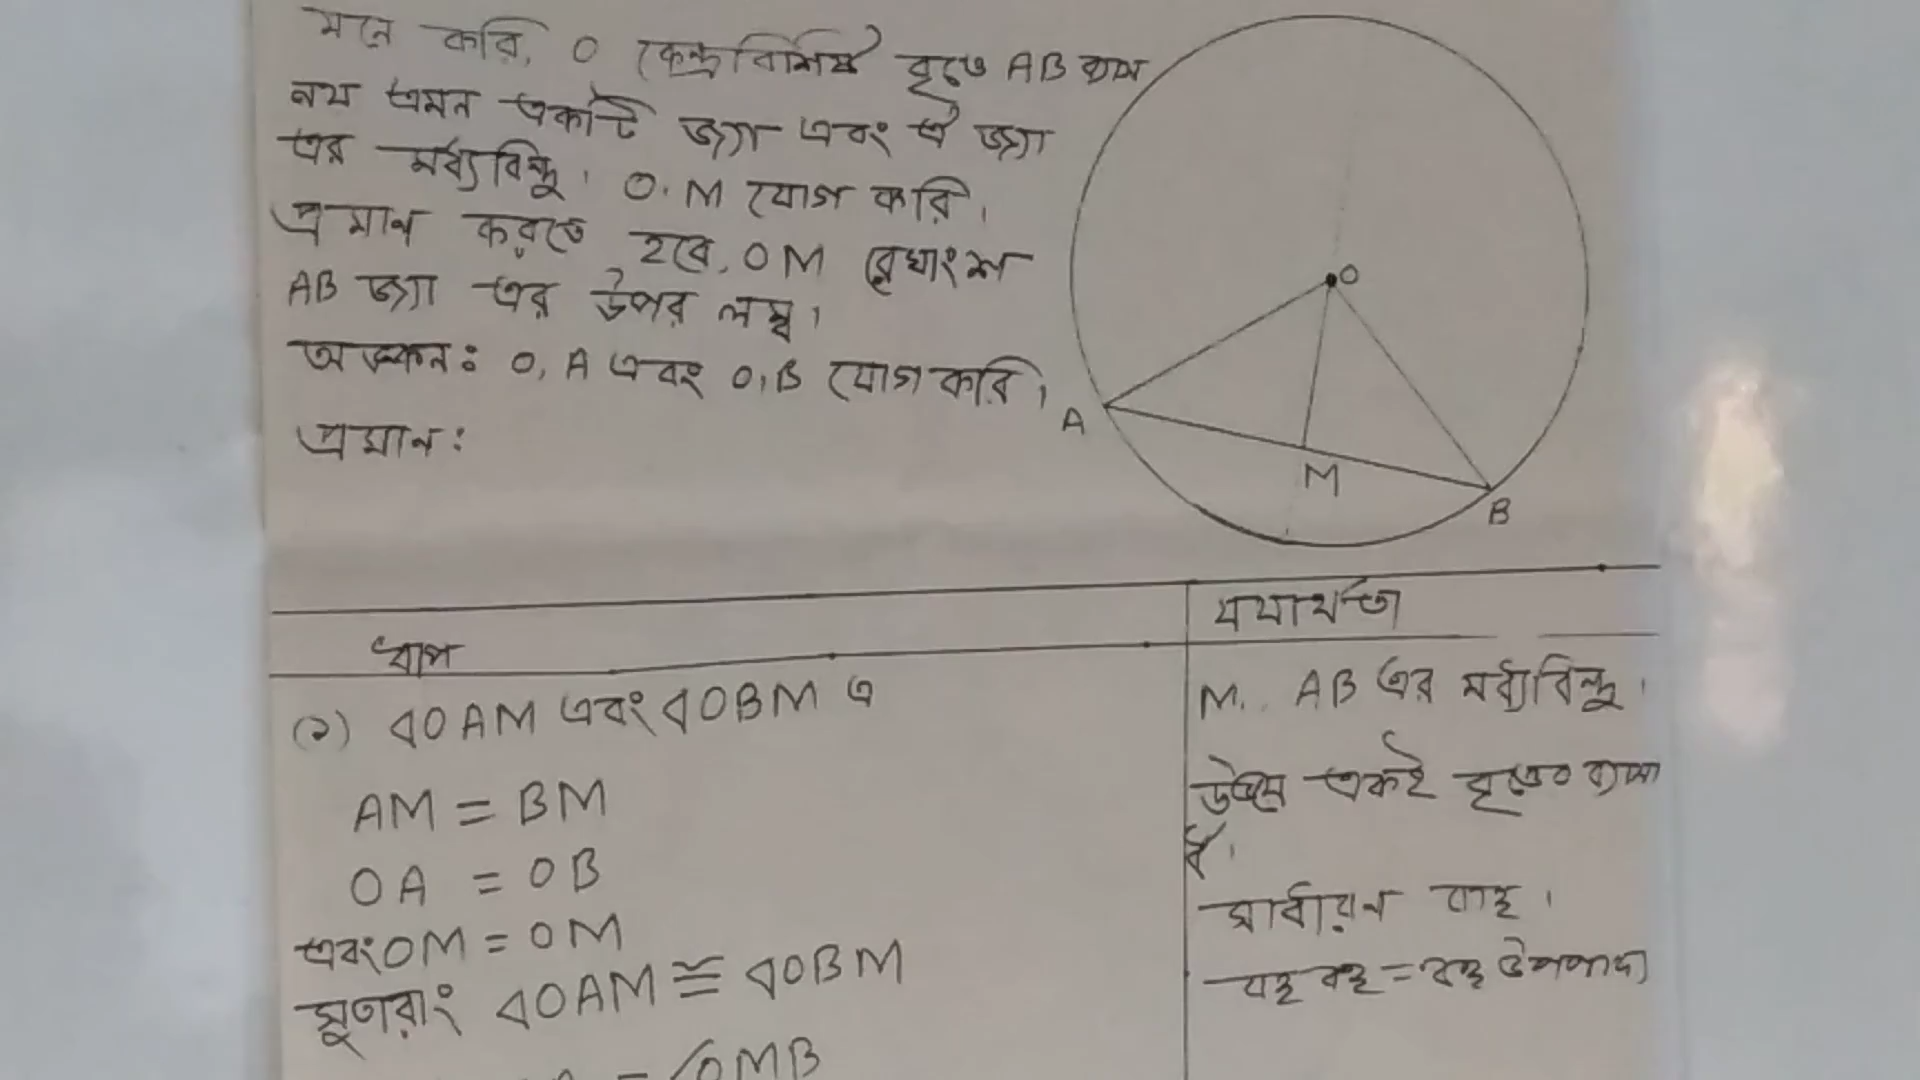 মনে করি, O কেন্দ্রবিশিষ্ট বৃত্তে AB ব্যাস
নয় এমন একটি জ্যা এবং ঐ জ্যা
এর মধ্যবিন্দু। O, M যোগ করি।
প্রমান করতে হবে, OM রেখাংশ
AB জ্যা এর উপর লম্ব।
অঙ্কন: O, A এবং O, B যোগ করি।
প্রমান:
O
A
M
B
ধাপ
যথার্থতা
(১) ◁OAM এবং ◁OBM এ
AM = BM
OA = OB
এবং OM = OM
সুতরাং ◁OAM ≅ ◁OBM
= ∠OMB
M, AB এর মধ্যবিন্দু।
উভয়ে একই বৃত্তের ব্যাসা
র্ধ।
সাধারন বাহু।
বাহু বাহু = বাহু উপপাদ্য